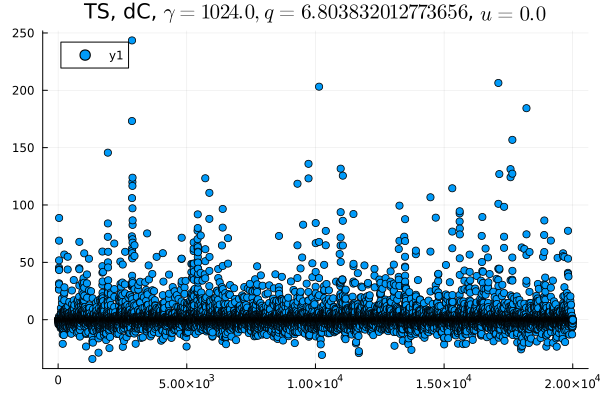 TS, dC, γ = 1024.0, q = 6.803832012773656, u = 0.0
y1
250
200
150
100
50
0
0 5.00×10³ 1.00×10⁴ 1.50×10⁴ 2.00×10⁴